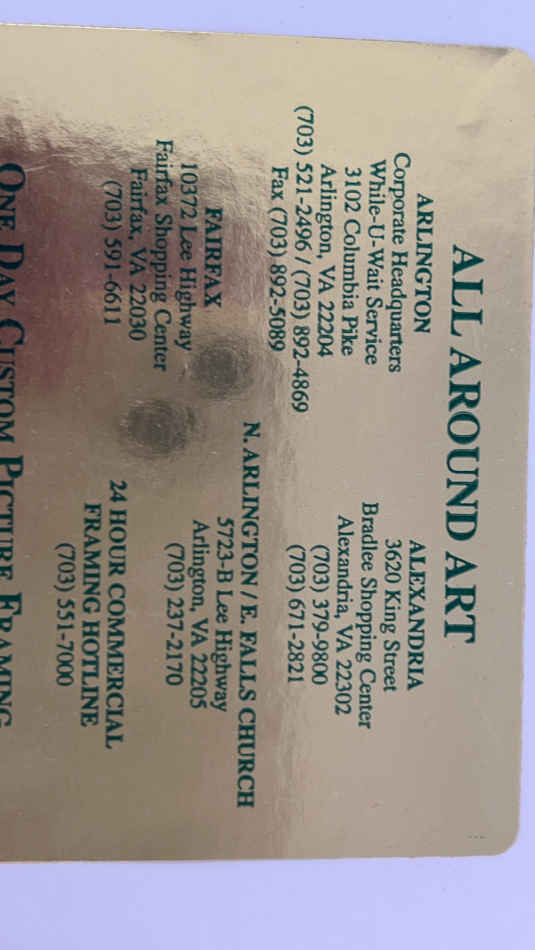 ALL AROUND ART
ARLINGTON
Corporate Headquarters
While-U-Wait Service
3102 Columbia Pike
Arlington, VA 22204
(703) 521-2496 / (703) 892-4869
Fax (703) 892-5089
ALEXANDRIA
3620 King Street
Bradlee Shopping Center
Alexandria, VA 22302
(703) 379-9800
(703) 671-2821
FAIRFAX
10372 Lee Highway
Fairfax Shopping Center
Fairfax, VA 22030
(703) 591-6611
N. ARLINGTON / E. FALLS CHURCH
5723-B Lee Highway
Arlington, VA 22205
(703) 237-2170
24 HOUR COMMERCIAL
FRAMING HOTLINE
(703) 551-7000
ONE DAY CUSTOM PICTURE FRAMING